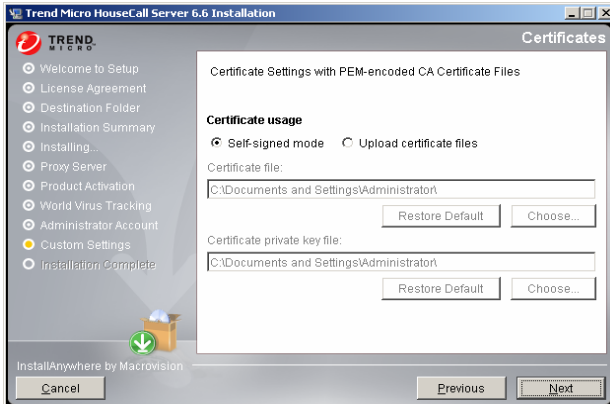 Trend Micro HouseCall Server 6.6 Installation
TREND
MICRO
Certificates
Welcome to Setup
License Agreement
Destination Folder
Installation Summary
Installing...
Proxy Server
Product Activation
World Virus Tracking
Administrator Account
Custom Settings
Installation Complete
Certificate Settings with PEM-encoded CA Certificate Files
Certificate usage
Self-signed mode Upload certificate files
Certificate file:
C:\Documents and Settings\Administrator\
Restore Default Choose...
Certificate private key file:
C:\Documents and Settings\Administrator\
Restore Default Choose...
InstallAnywhere by Macrovision
Cancel Previous Next